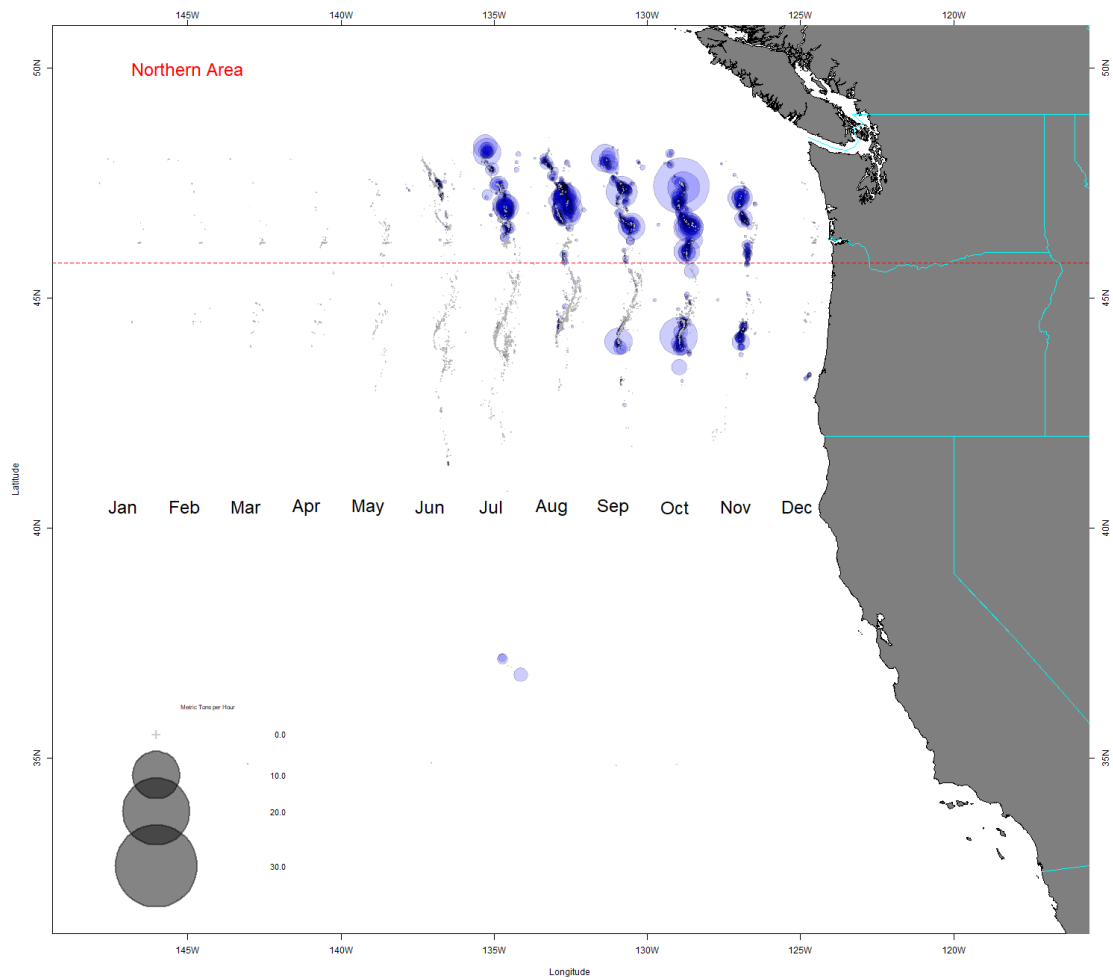 145W 140W 135W 130W 125W 120W
Northern Area
50N 50N
45N 45N
Latitude
Jan Feb Mar Apr May Jun Jul Aug Sep Oct Nov Dec
40N 40N
Metric Tons per Hour
0.0
35N 35N
10.0
20.0
30.0
145W 140W 135W 130W 125W 120W
Longitude